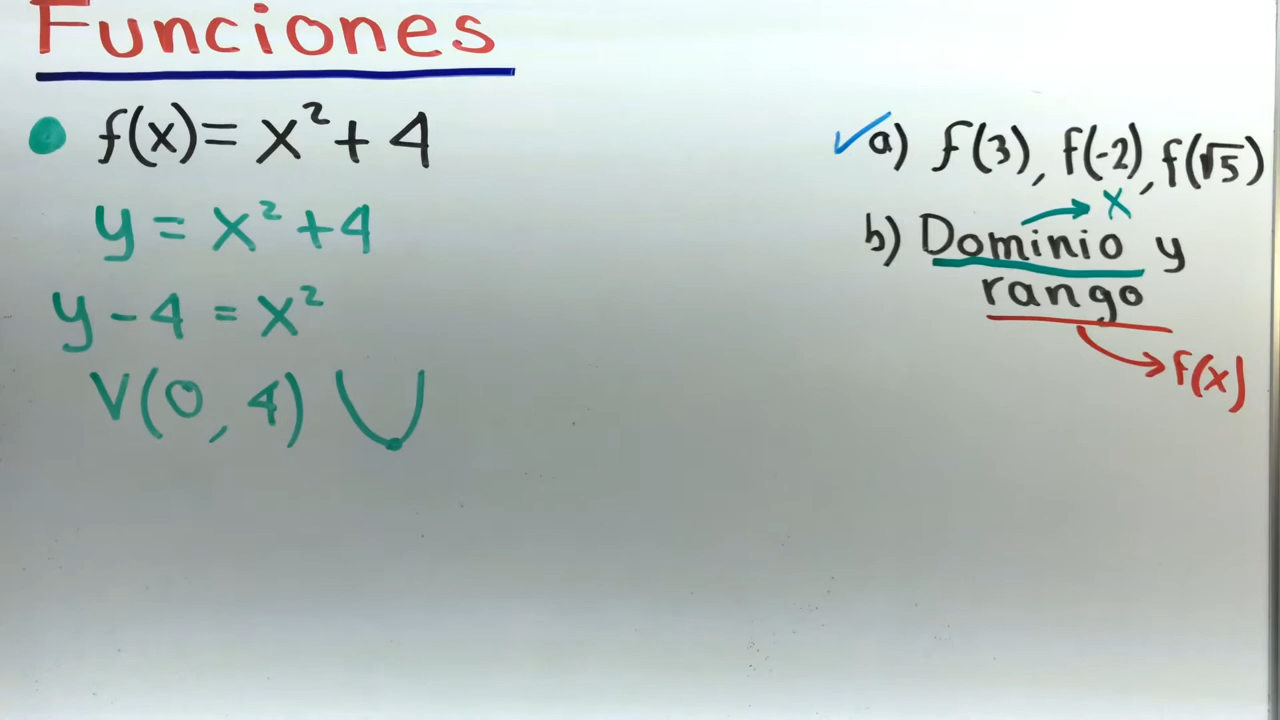 Funciones
f(x)= x²+ 4
y = x²+4
y - 4 = x²
V(0, 4)
a) f(3), f(-2), f(√5)
x
b) Dominio y
rango
f(x)